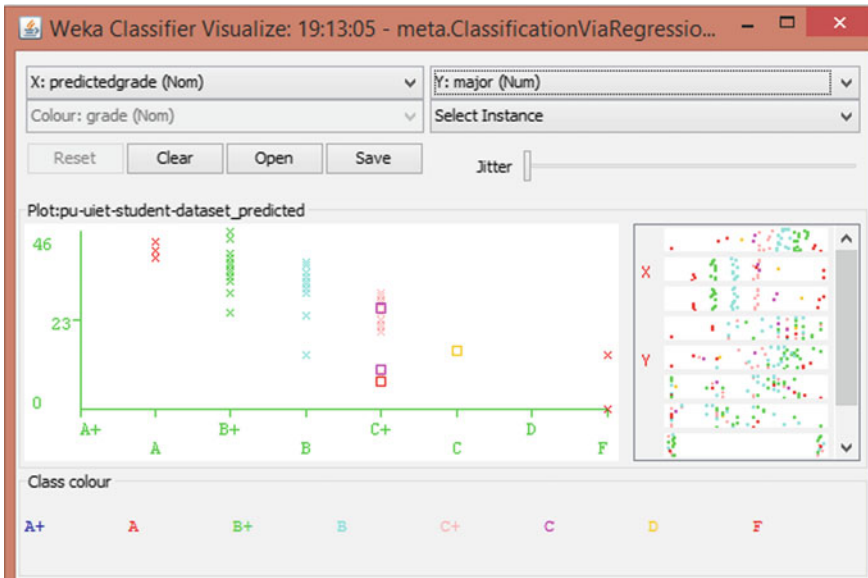 Weka Classifier Visualize: 19:13:05 - meta.ClassificationViaRegressio...
X: predictedgrade (Nom)
Y: major (Num)
Colour: grade (Nom)
Select Instance
Reset
Clear
Open
Save
Jitter
Plot:pu-uiet-student-dataset_predicted
46
23
0
A+
A
B+
B
C+
C
D
F
X
Y
Class colour
A+ A B+ B C+ C D F